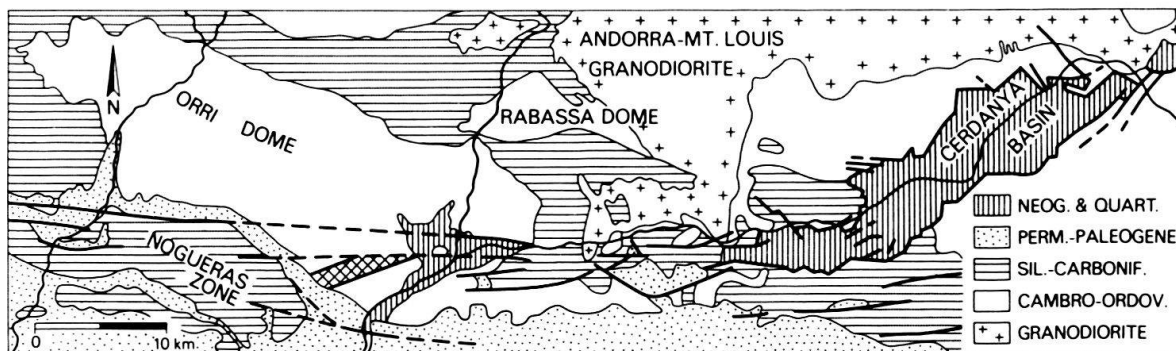 ANDORRA-MT. LOUIS
GRANODIORITE
N
ORRI DOME
RABASSA DOME
CERDANYA
BASIN
NOGUERAS
ZONE
0 10 km.
NEOG. & QUART.
PERM.-PALEOGENE
SIL.-CARBONIF.
CAMBRO-ORDOV.
GRANODIORITE